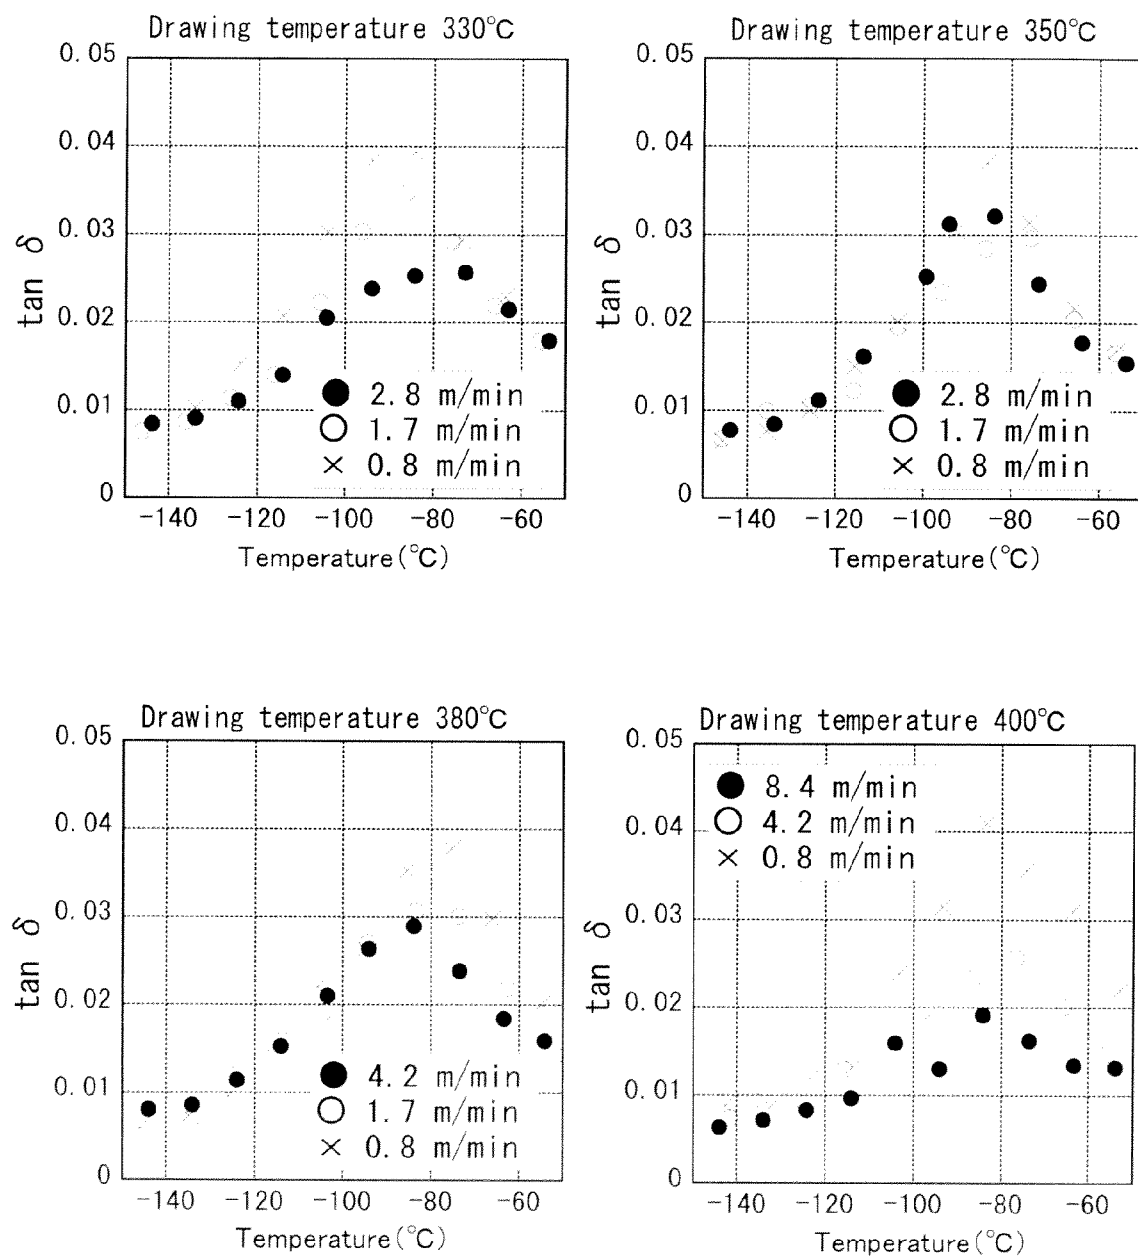 Drawing temperature 330℃
0.05
0.04
0.03
0.02
0.01
0
tan δ
2.8 m/min
1.7 m/min
0.8 m/min
-140 -120 -100 -80 -60
Temperature(℃)
Drawing temperature 350℃
0.05
0.04
0.03
0.02
0.01
0
tan δ
2.8 m/min
1.7 m/min
0.8 m/min
-140 -120 -100 -80 -60
Temperature(℃)
Drawing temperature 380℃
0.05
0.04
0.03
0.02
0.01
0
tan δ
4.2 m/min
1.7 m/min
0.8 m/min
-140 -120 -100 -80 -60
Temperature(℃)
Drawing temperature 400℃
0.05
0.04
0.03
0.02
0.01
0
tan δ
8.4 m/min
4.2 m/min
0.8 m/min
-140 -120 -100 -80 -60
Temperature(℃)